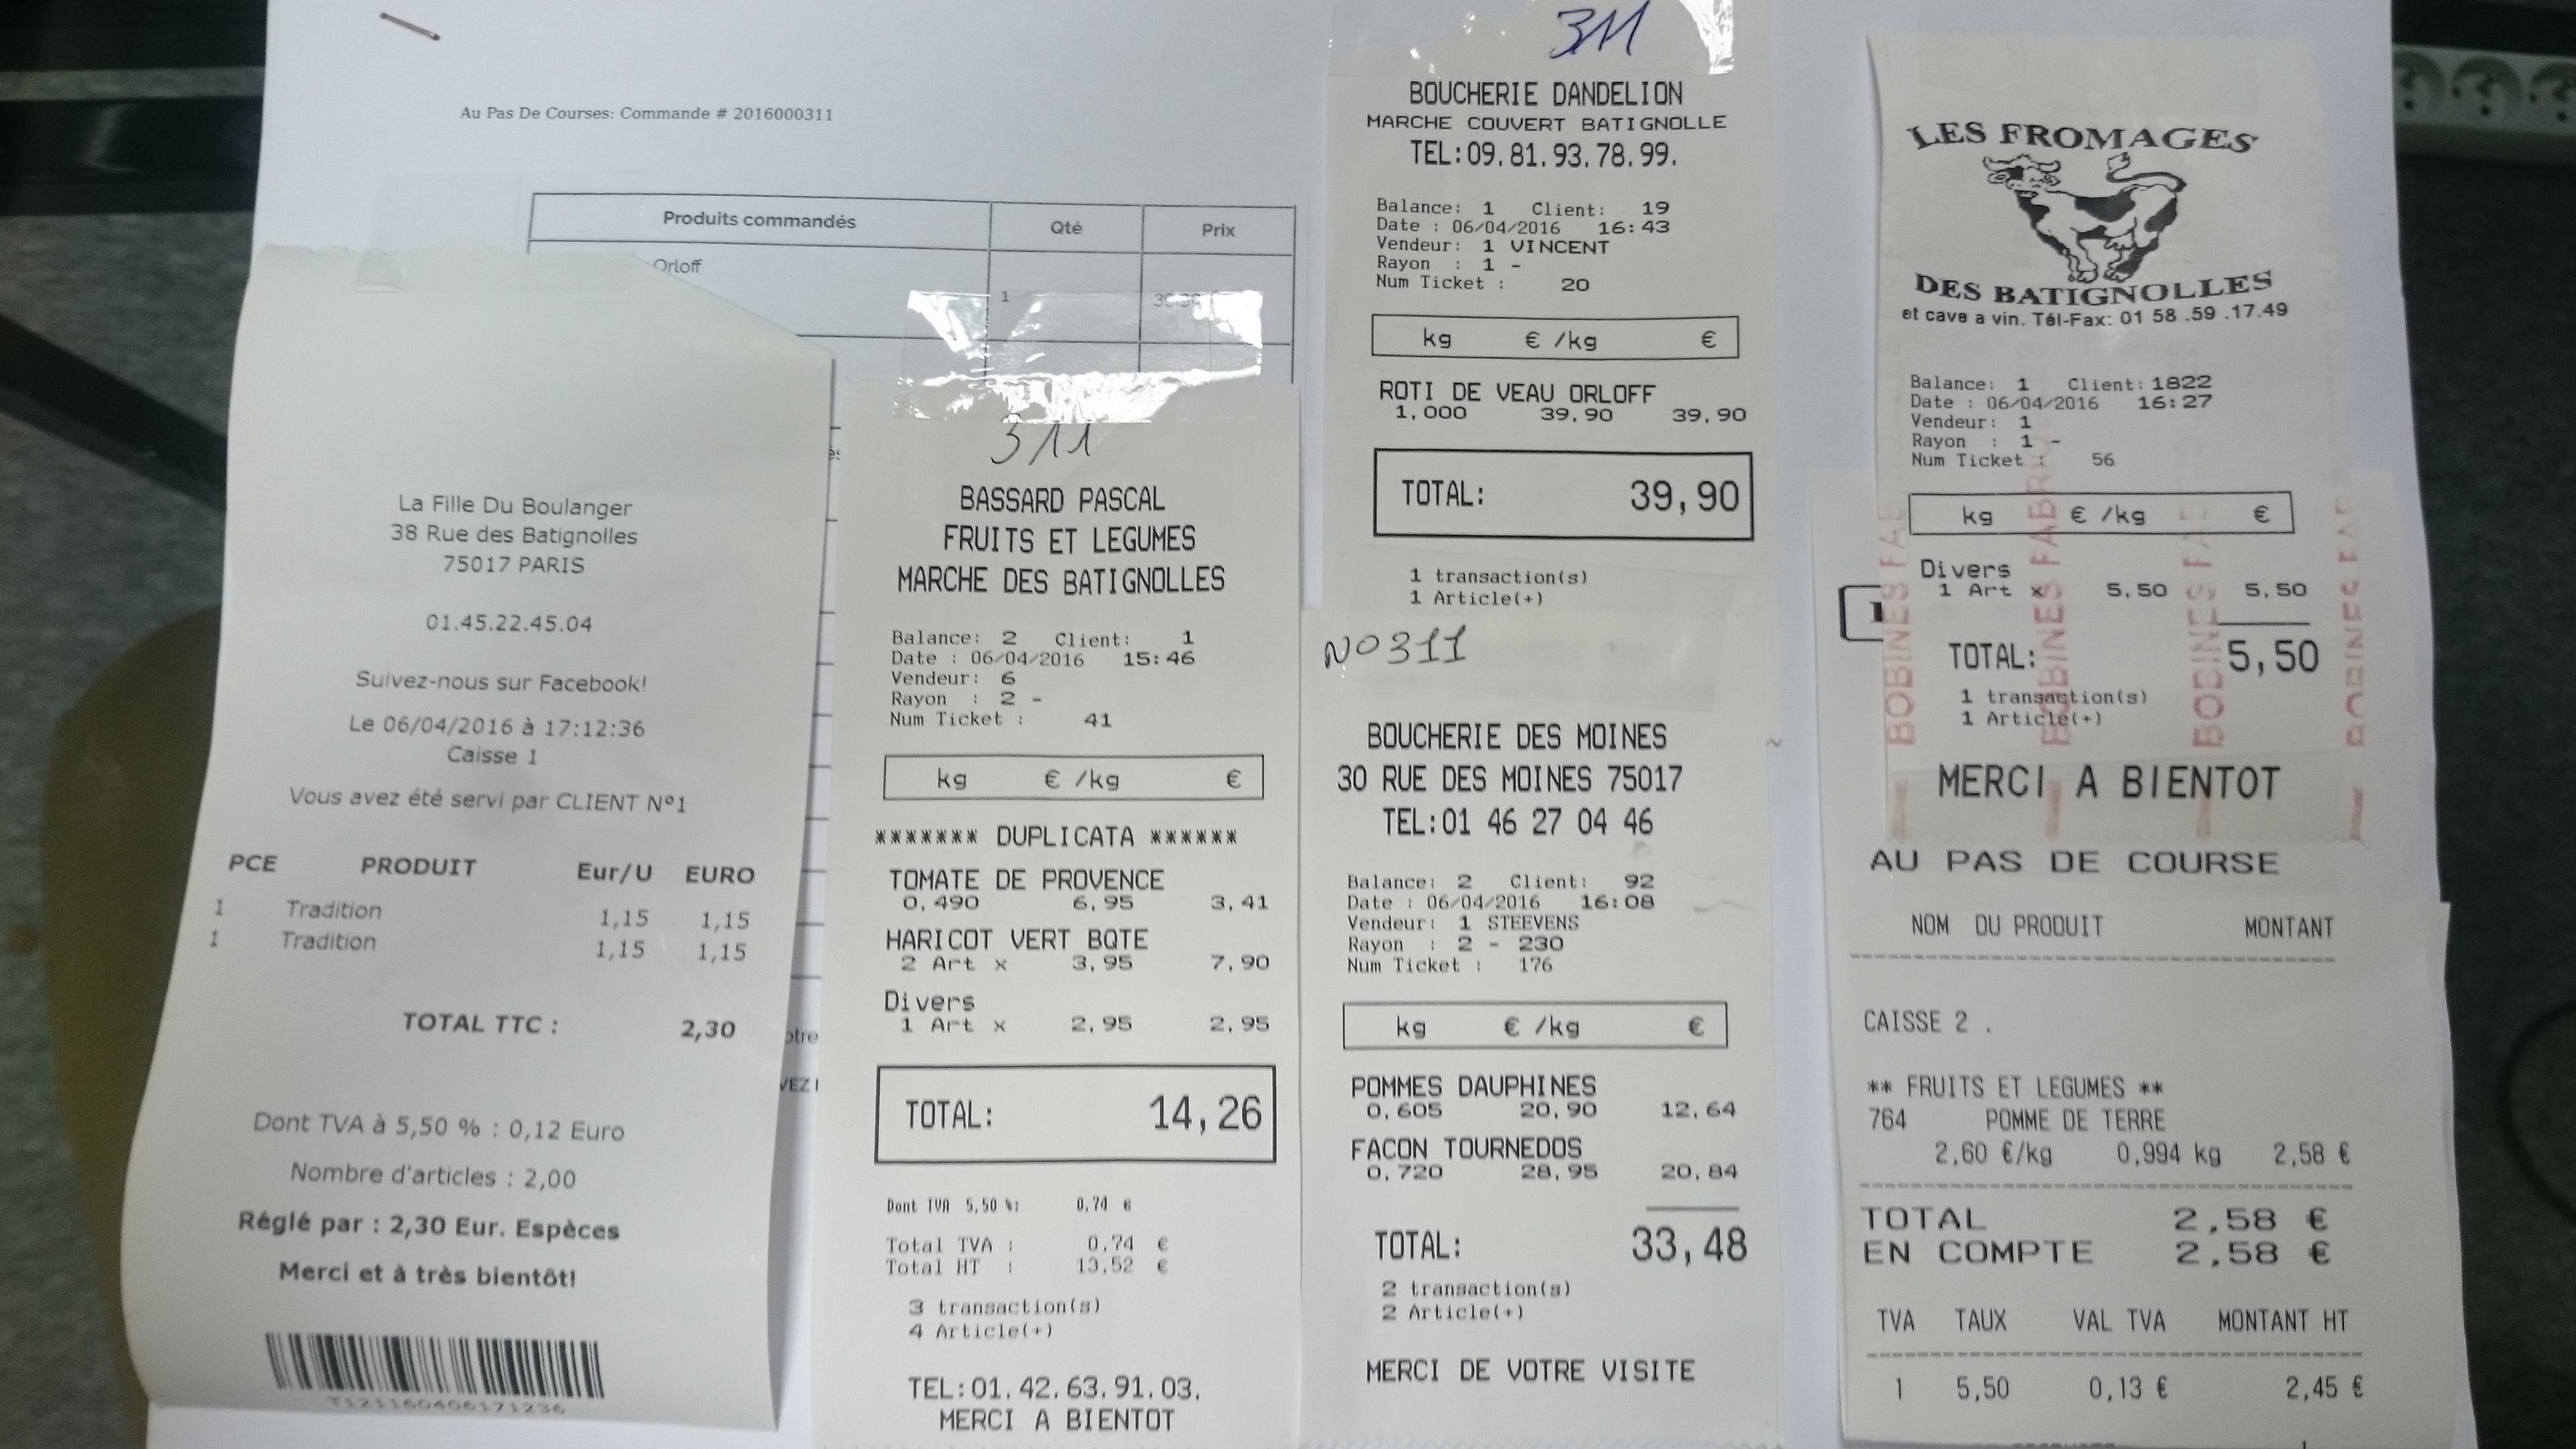 Au Pas De Courses: Commande # 2016000311
Produits commandés Qté Prix
Orloff
1
La Fille Du Boulanger
38 Rue des Batignolles
75017 PARIS
01.45.22.45.04
Suivez-nous sur Facebook!
Le 06/04/2016 à 17:12:36
Caisse 1
Vous avez été servi par CLIENT N°1
PCE PRODUIT Eur/U EURO
1 Tradition 1,15 1,15
1 Tradition 1,15 1,15
TOTAL TTC : 2,30
Dont TVA à 5,50 % : 0,12 Euro
Nombre d'articles : 2,00
Réglé par : 2,30 Eur. Espèces
Merci et à très bientôt!
T121160406171236
311
BASSARD PASCAL
FRUITS ET LEGUMES
MARCHE DES BATIGNOLLES
Balance: 2 Client: 1
Date : 06/04/2016 15:46
Vendeur: 6
Rayon : 2 -
Num Ticket : 41
kg € /kg €
******* DUPLICATA ******
TOMATE DE PROVENCE
0,490 6,95 3,41
HARICOT VERT BQTE
2 Art x 3,95 7,90
Divers
1 Art x 2,95 2,95
TOTAL: 14,26
Dont TVA 5,50 %: 0,74 €
Total TVA : 0,74 €
Total HT : 13,52 €
3 transaction(s)
4 Article(+)
TEL:01.42.63.91.03.
MERCI A BIENTOT
311
BOUCHERIE DANDELION
MARCHE COUVERT BATIGNOLLE
TEL:09.81.93.78.99.
Balance: 1 Client: 19
Date : 06/04/2016 16:43
Vendeur: 1 VINCENT
Rayon : 1 -
Num Ticket : 20
kg € /kg €
ROTI DE VEAU ORLOFF
1,000 39,90 39,90
TOTAL: 39,90
1 transaction(s)
1 Article(+)
NO311
BOUCHERIE DES MOINES
30 RUE DES MOINES 75017
TEL:01 46 27 04 46
Balance: 2 Client: 92
Date : 06/04/2016 16:08
Vendeur: 1 STEEVENS
Rayon : 2 - 230
Num Ticket : 176
kg € /kg €
POMMES DAUPHINES
0,605 20,90 12,64
FACON TOURNEDOS
0,720 28,95 20,84
TOTAL: 33,48
2 transaction(s)
2 Article(+)
MERCI DE VOTRE VISITE
LES FROMAGES
DES BATIGNOLLES
et cave a vin. Tél-Fax: 01 58 .59 .17.49
Balance: 1 Client: 1822
Date : 06/04/2016 16:27
Vendeur: 1
Rayon : 1 -
Num Ticket : 56
kg € /kg €
Divers
1 Art x 5,50 5,50
TOTAL: 5,50
1 transaction(s)
1 Article(+)
MERCI A BIENTOT
AU PAS DE COURSE
NOM DU PRODUIT MONTANT
CAISSE 2 .
** FRUITS ET LEGUMES **
764 POMME DE TERRE
2,60 €/kg 0,994 kg 2,58 €
TOTAL 2,58 €
EN COMPTE 2,58 €
TVA TAUX VAL TVA MONTANT HT
1 5,50 0,13 € 2,45 €